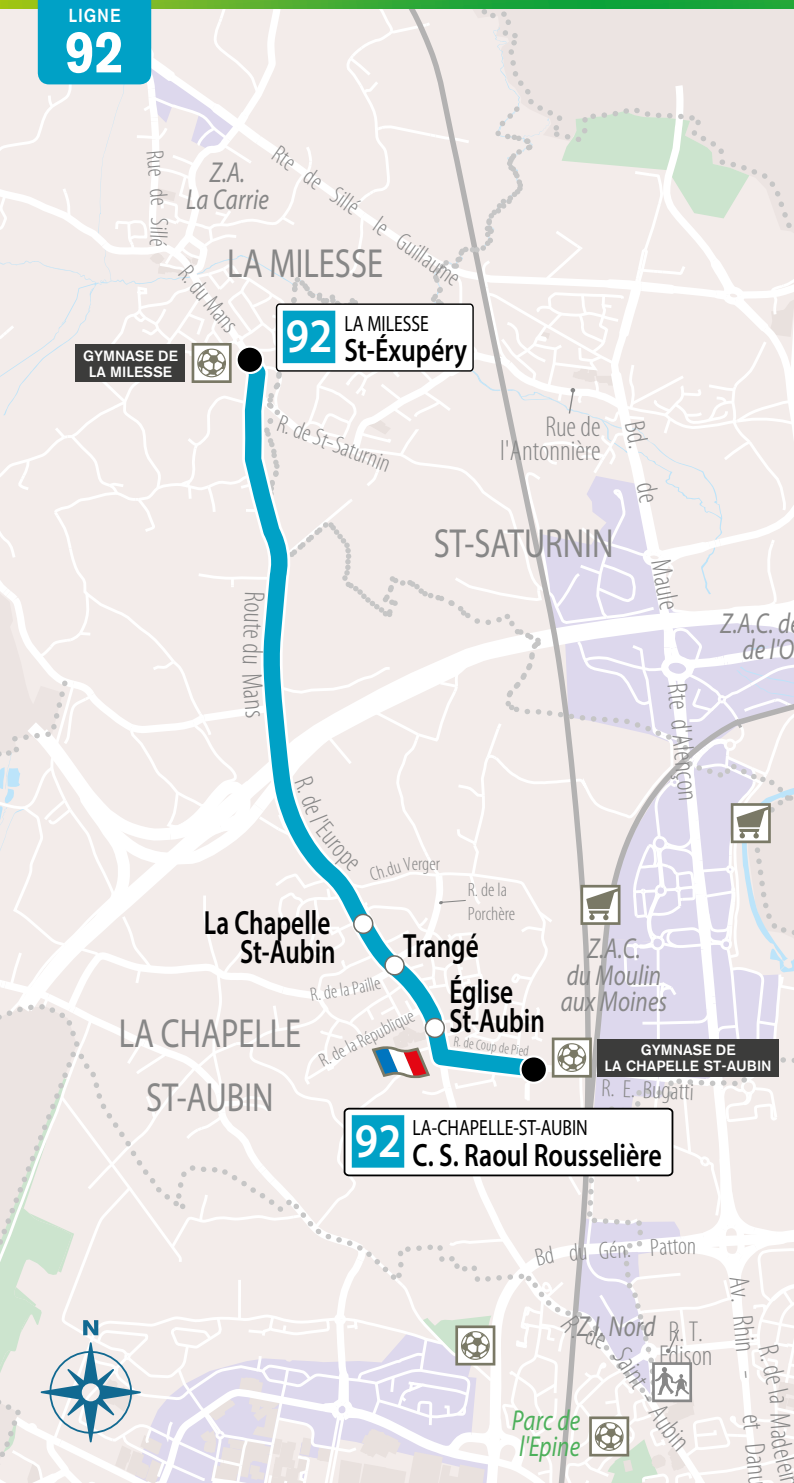 LIGNE
92
Rue de Sillé
Z.A.
La Carrie
Rte de Sillé le Guillaume
LA MILESSE
R. du Mans
92
LA MILESSE
St-Éxupéry
GYMNASE DE
LA MILESSE
R. de St-Saturnin
Rue de
l'Antonnière
Bd. de Maule
ST-SATURNIN
Route du Mans
Z.A.C. de
de l'O
Rte d'Alençon
R. de l'Europe
Ch.du Verger
R. de la
Porchère
La Chapelle
St-Aubin
Trangé
Z.A.C.
du Moulin
aux Moines
R. de la Paille
Église
St-Aubin
R. de la République
R. de Coup de Pied
LA CHAPELLE
ST-AUBIN
GYMNASE DE
LA CHAPELLE ST-AUBIN
R. E. Bugatti
92
LA-CHAPELLE-ST-AUBIN
C. S. Raoul Rousselière
Bd du Gén. Patton
N
Z.I. Nord
R. T.
Edison
R. de Saint - Aubin
Av. Rhin - et Danu
R. de la Madelei
Parc de
l'Epine